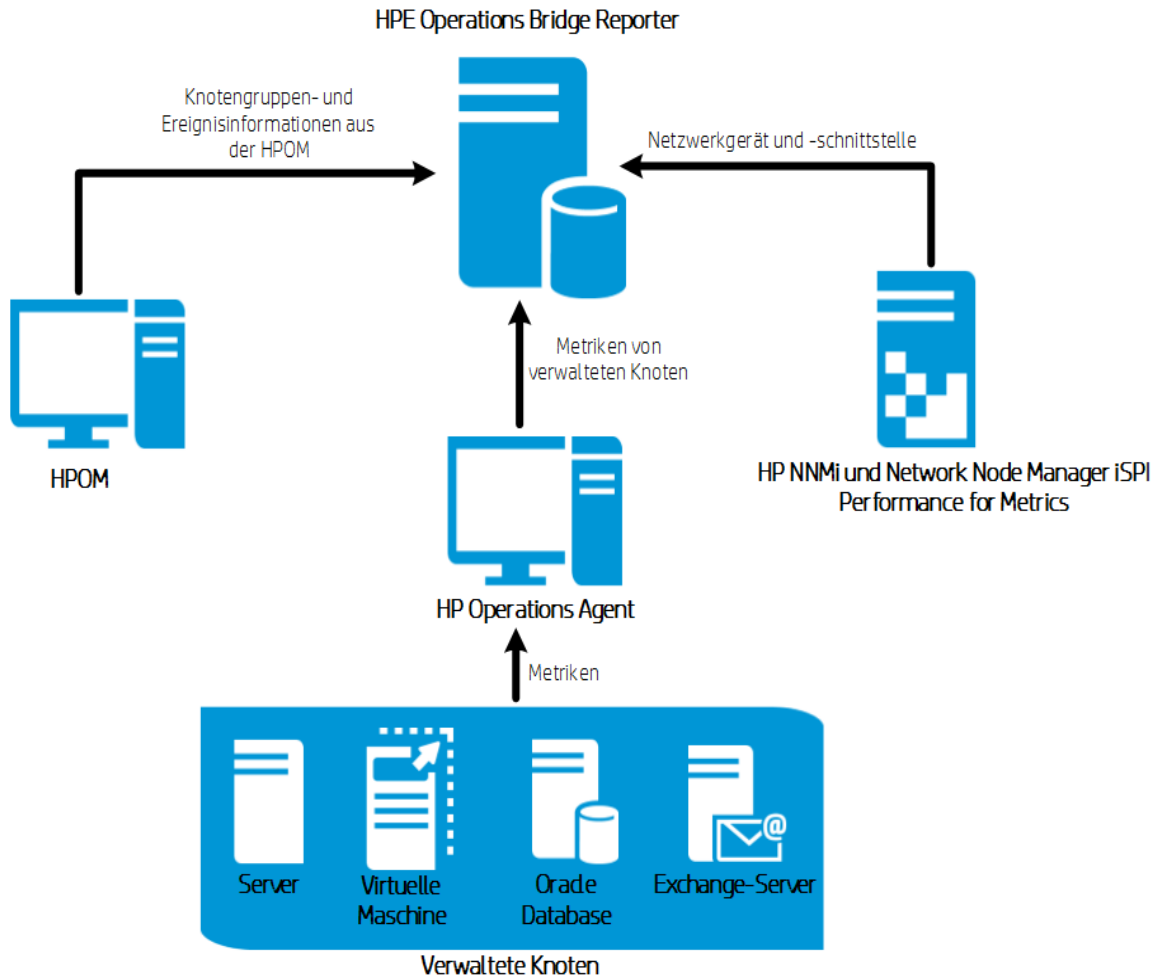 HPE Operations Bridge Reporter
Knotengruppen- und
Ereignisinformationen aus
der HPOM
Netzwerkgerät und -schnittstelle
Metriken von
verwalteten Knoten
HPOM
HP NNMi und Network Node Manager iSPI
Performance for Metrics
HP Operations Agent
Metriken
@
Server
Virtuelle
Maschine
Oracle
Database
Exchange-Server
Verwaltete Knoten